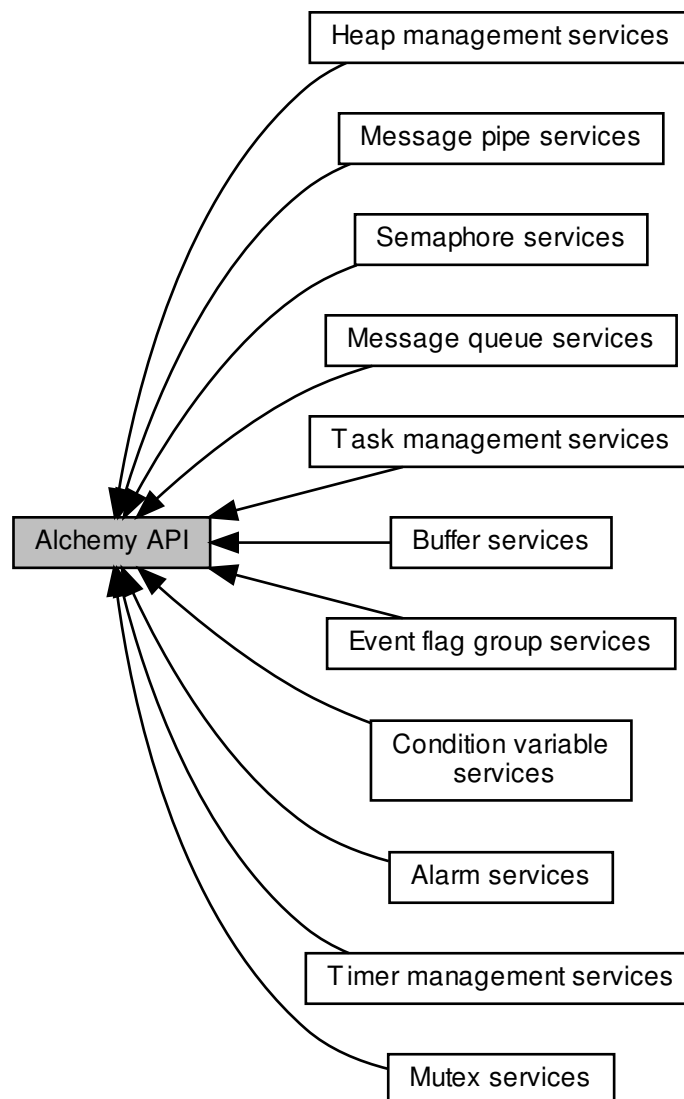 Heap management services
Message pipe services
Semaphore services
Message queue services
Task management services
Alchemy API
Buffer services
Event flag group services
Condition variable
services
Alarm services
Timer management services
Mutex services